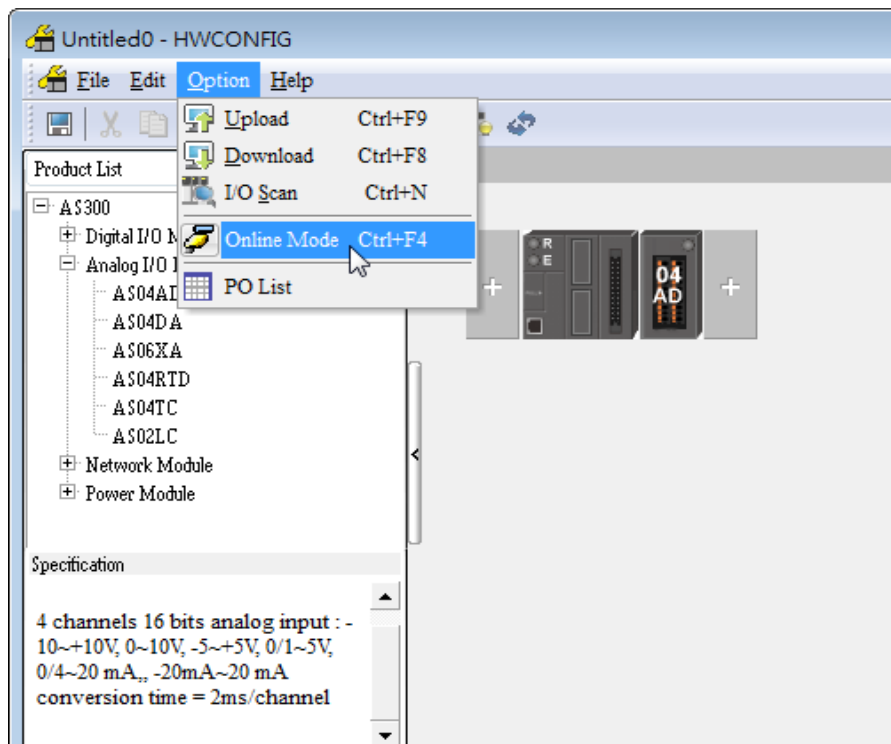 Untitled0 - HWCONFIG
File Edit Option Help
Upload Ctrl+F9
Download Ctrl+F8
I/O Scan Ctrl+N
Online Mode Ctrl+F4
PO List
Product List
AS300
Digital I/O
Analog I/O
AS04AD
AS04DA
AS06XA
AS04RTD
AS04TC
AS02LC
Network Module
Power Module
R
E
04
AD
Specification
4 channels 16 bits analog input : -
10~+10V, 0~10V, -5~+5V, 0/1~5V,
0/4~20 mA,, -20mA~20 mA
conversion time = 2ms/channel